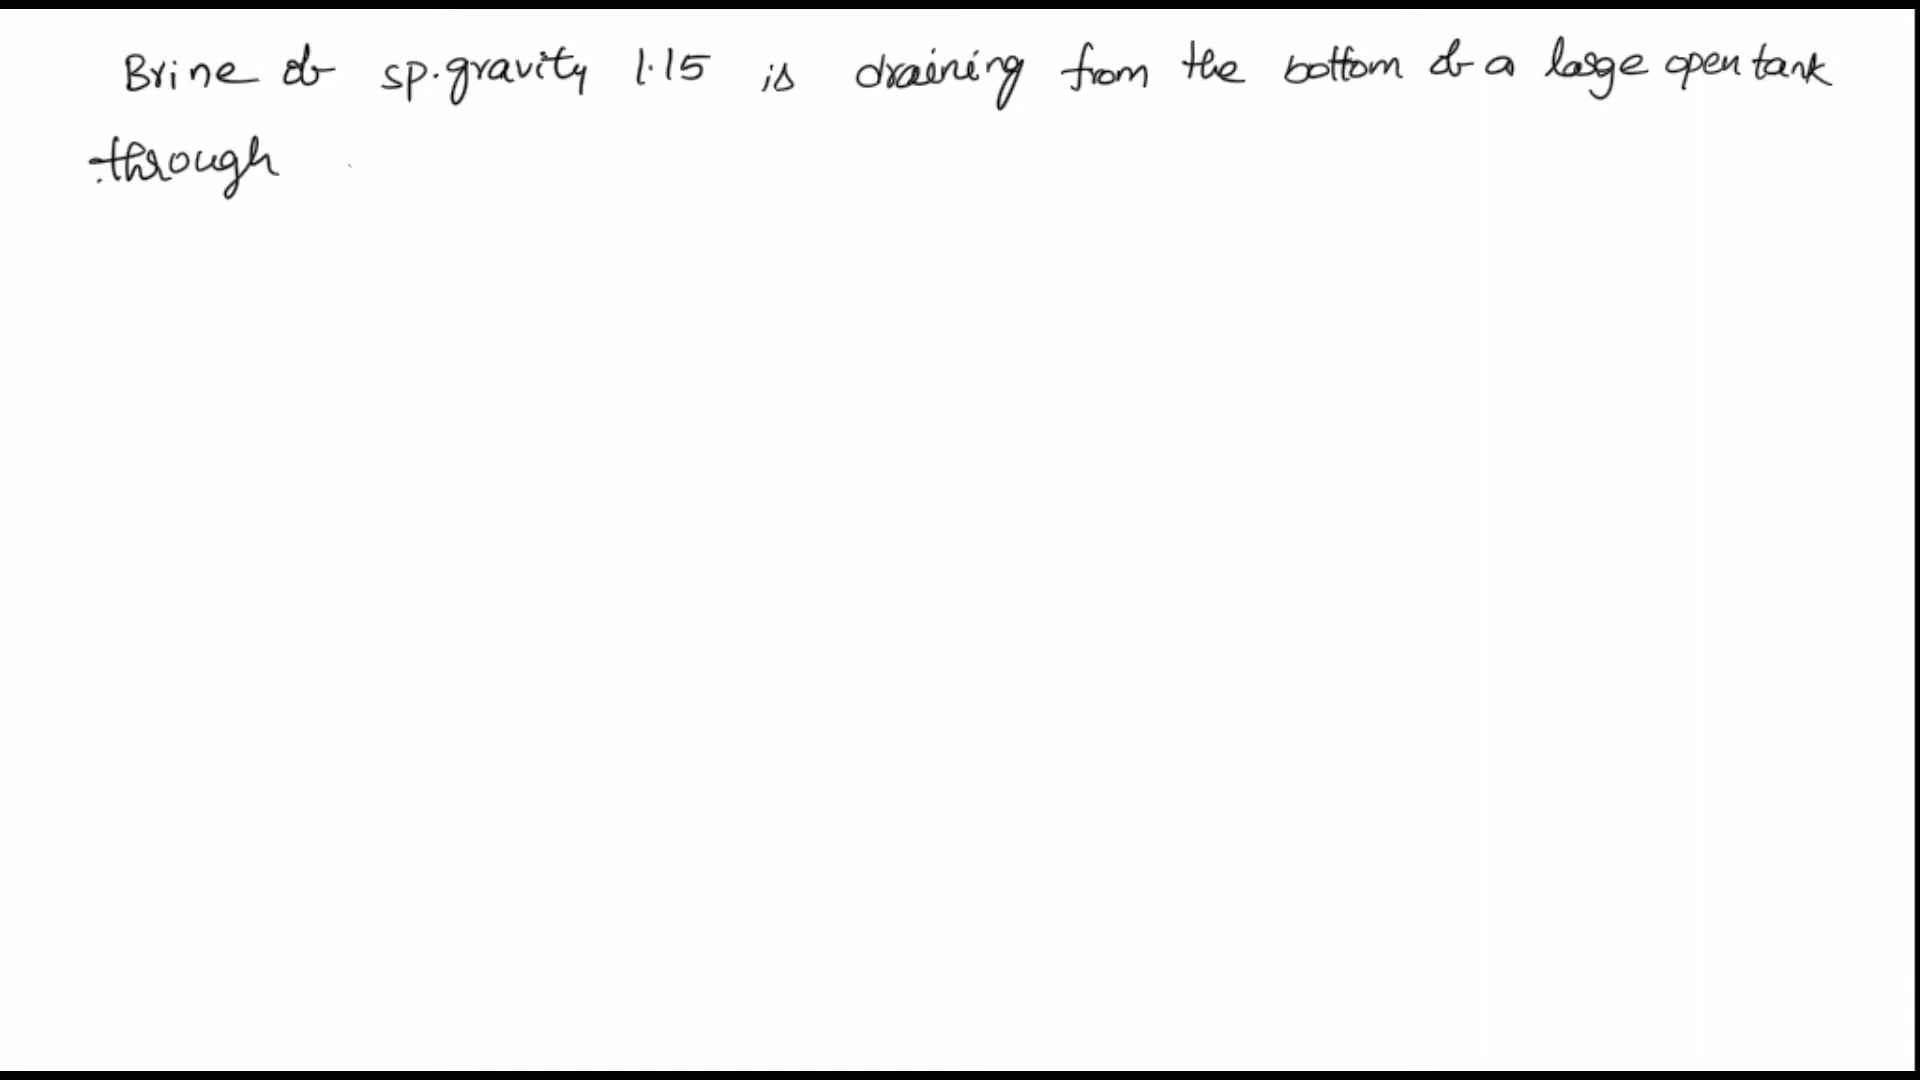 Brine of sp.gravity 1.15 is draining from the bottom of a large open tank
through